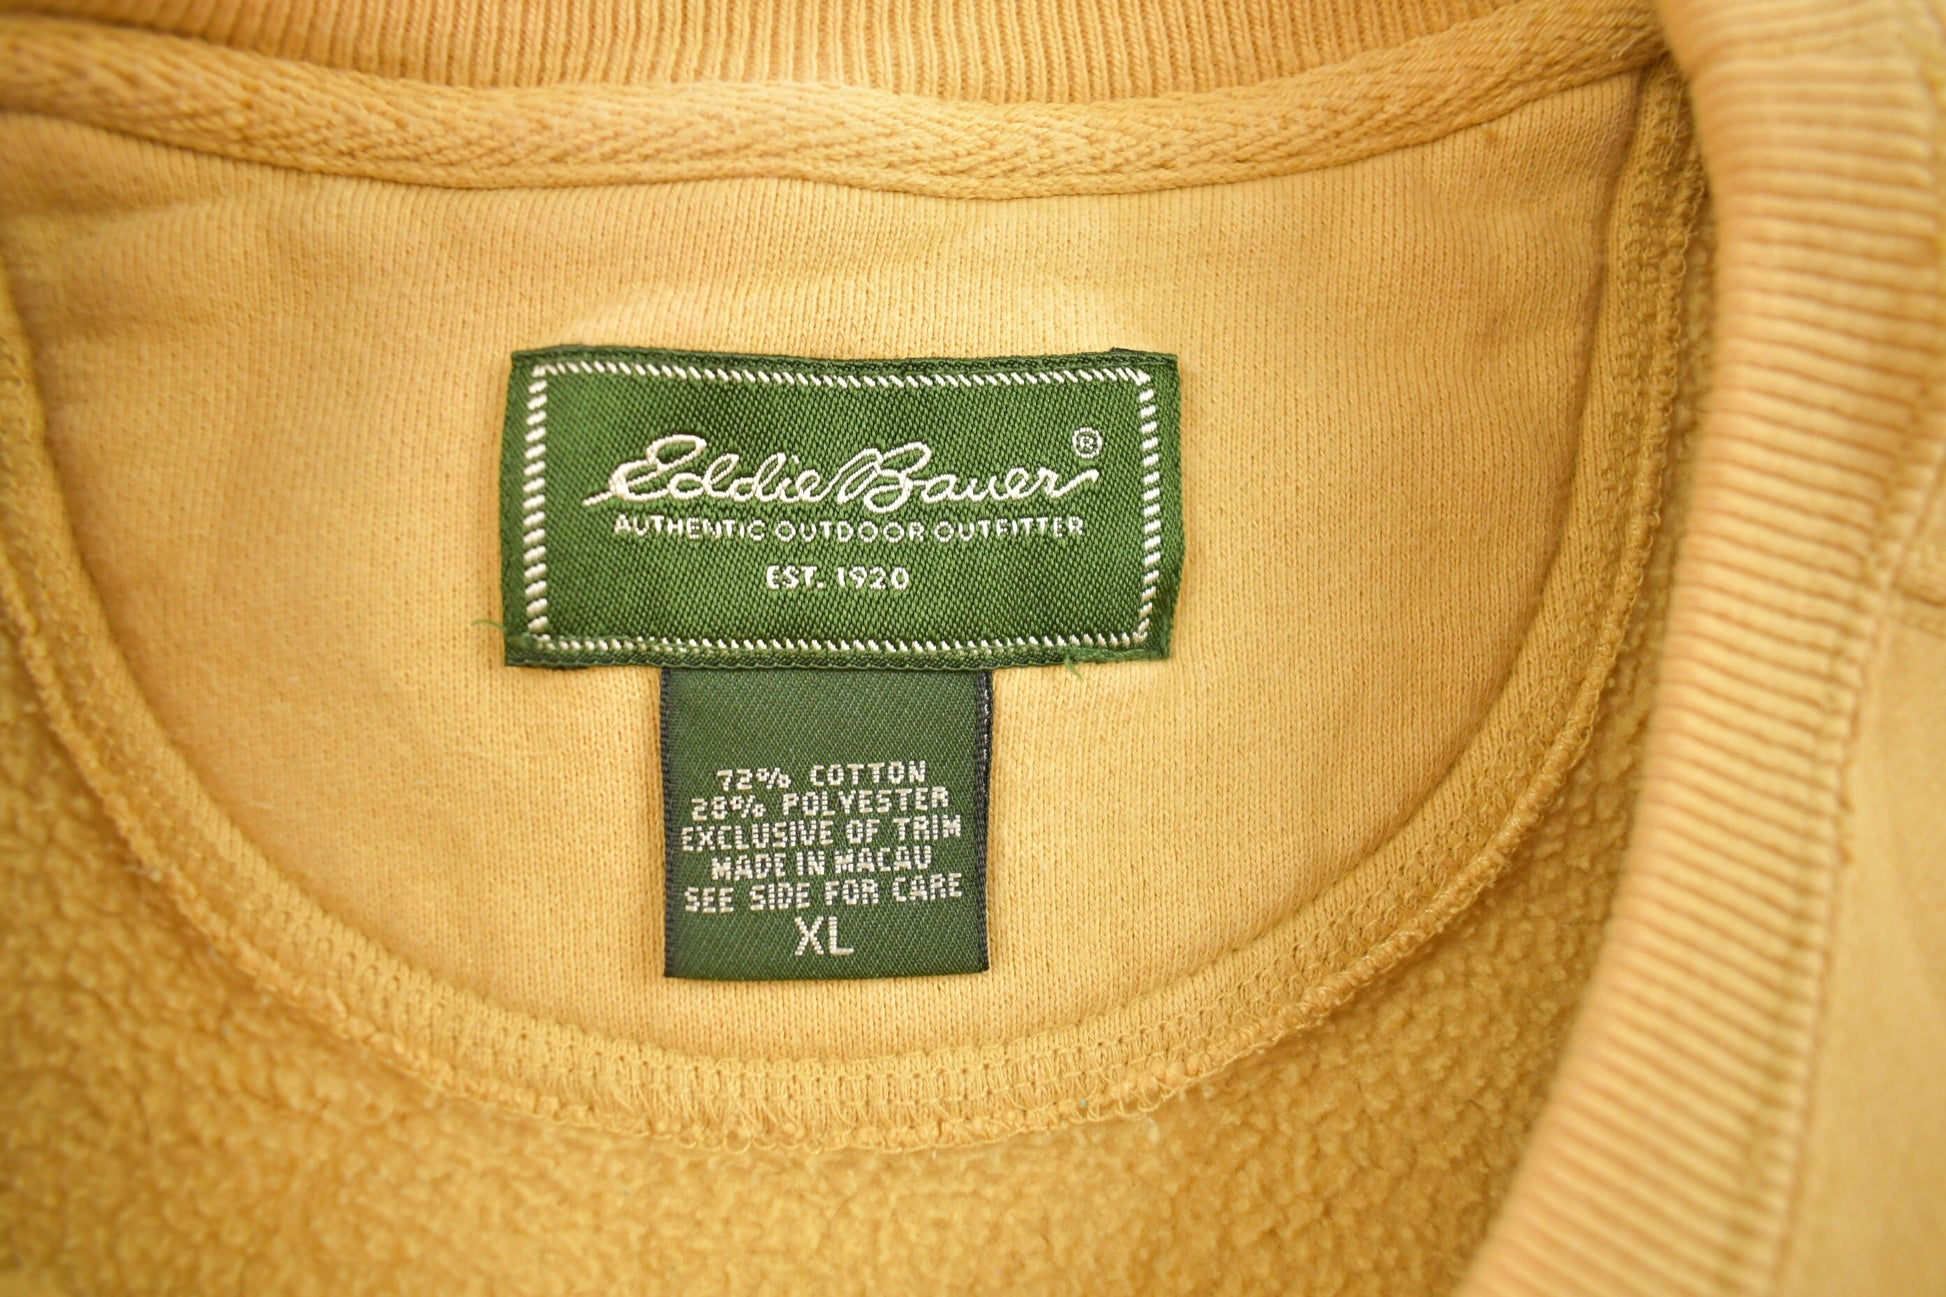 Eddie Bauer®
AUTHENTIC OUTDOOR OUTFITTER
EST. 1920
72% COTTON
28% POLYESTER
EXCLUSIVE OF TRIM
MADE IN MACAU
SEE SIDE FOR CARE
XL